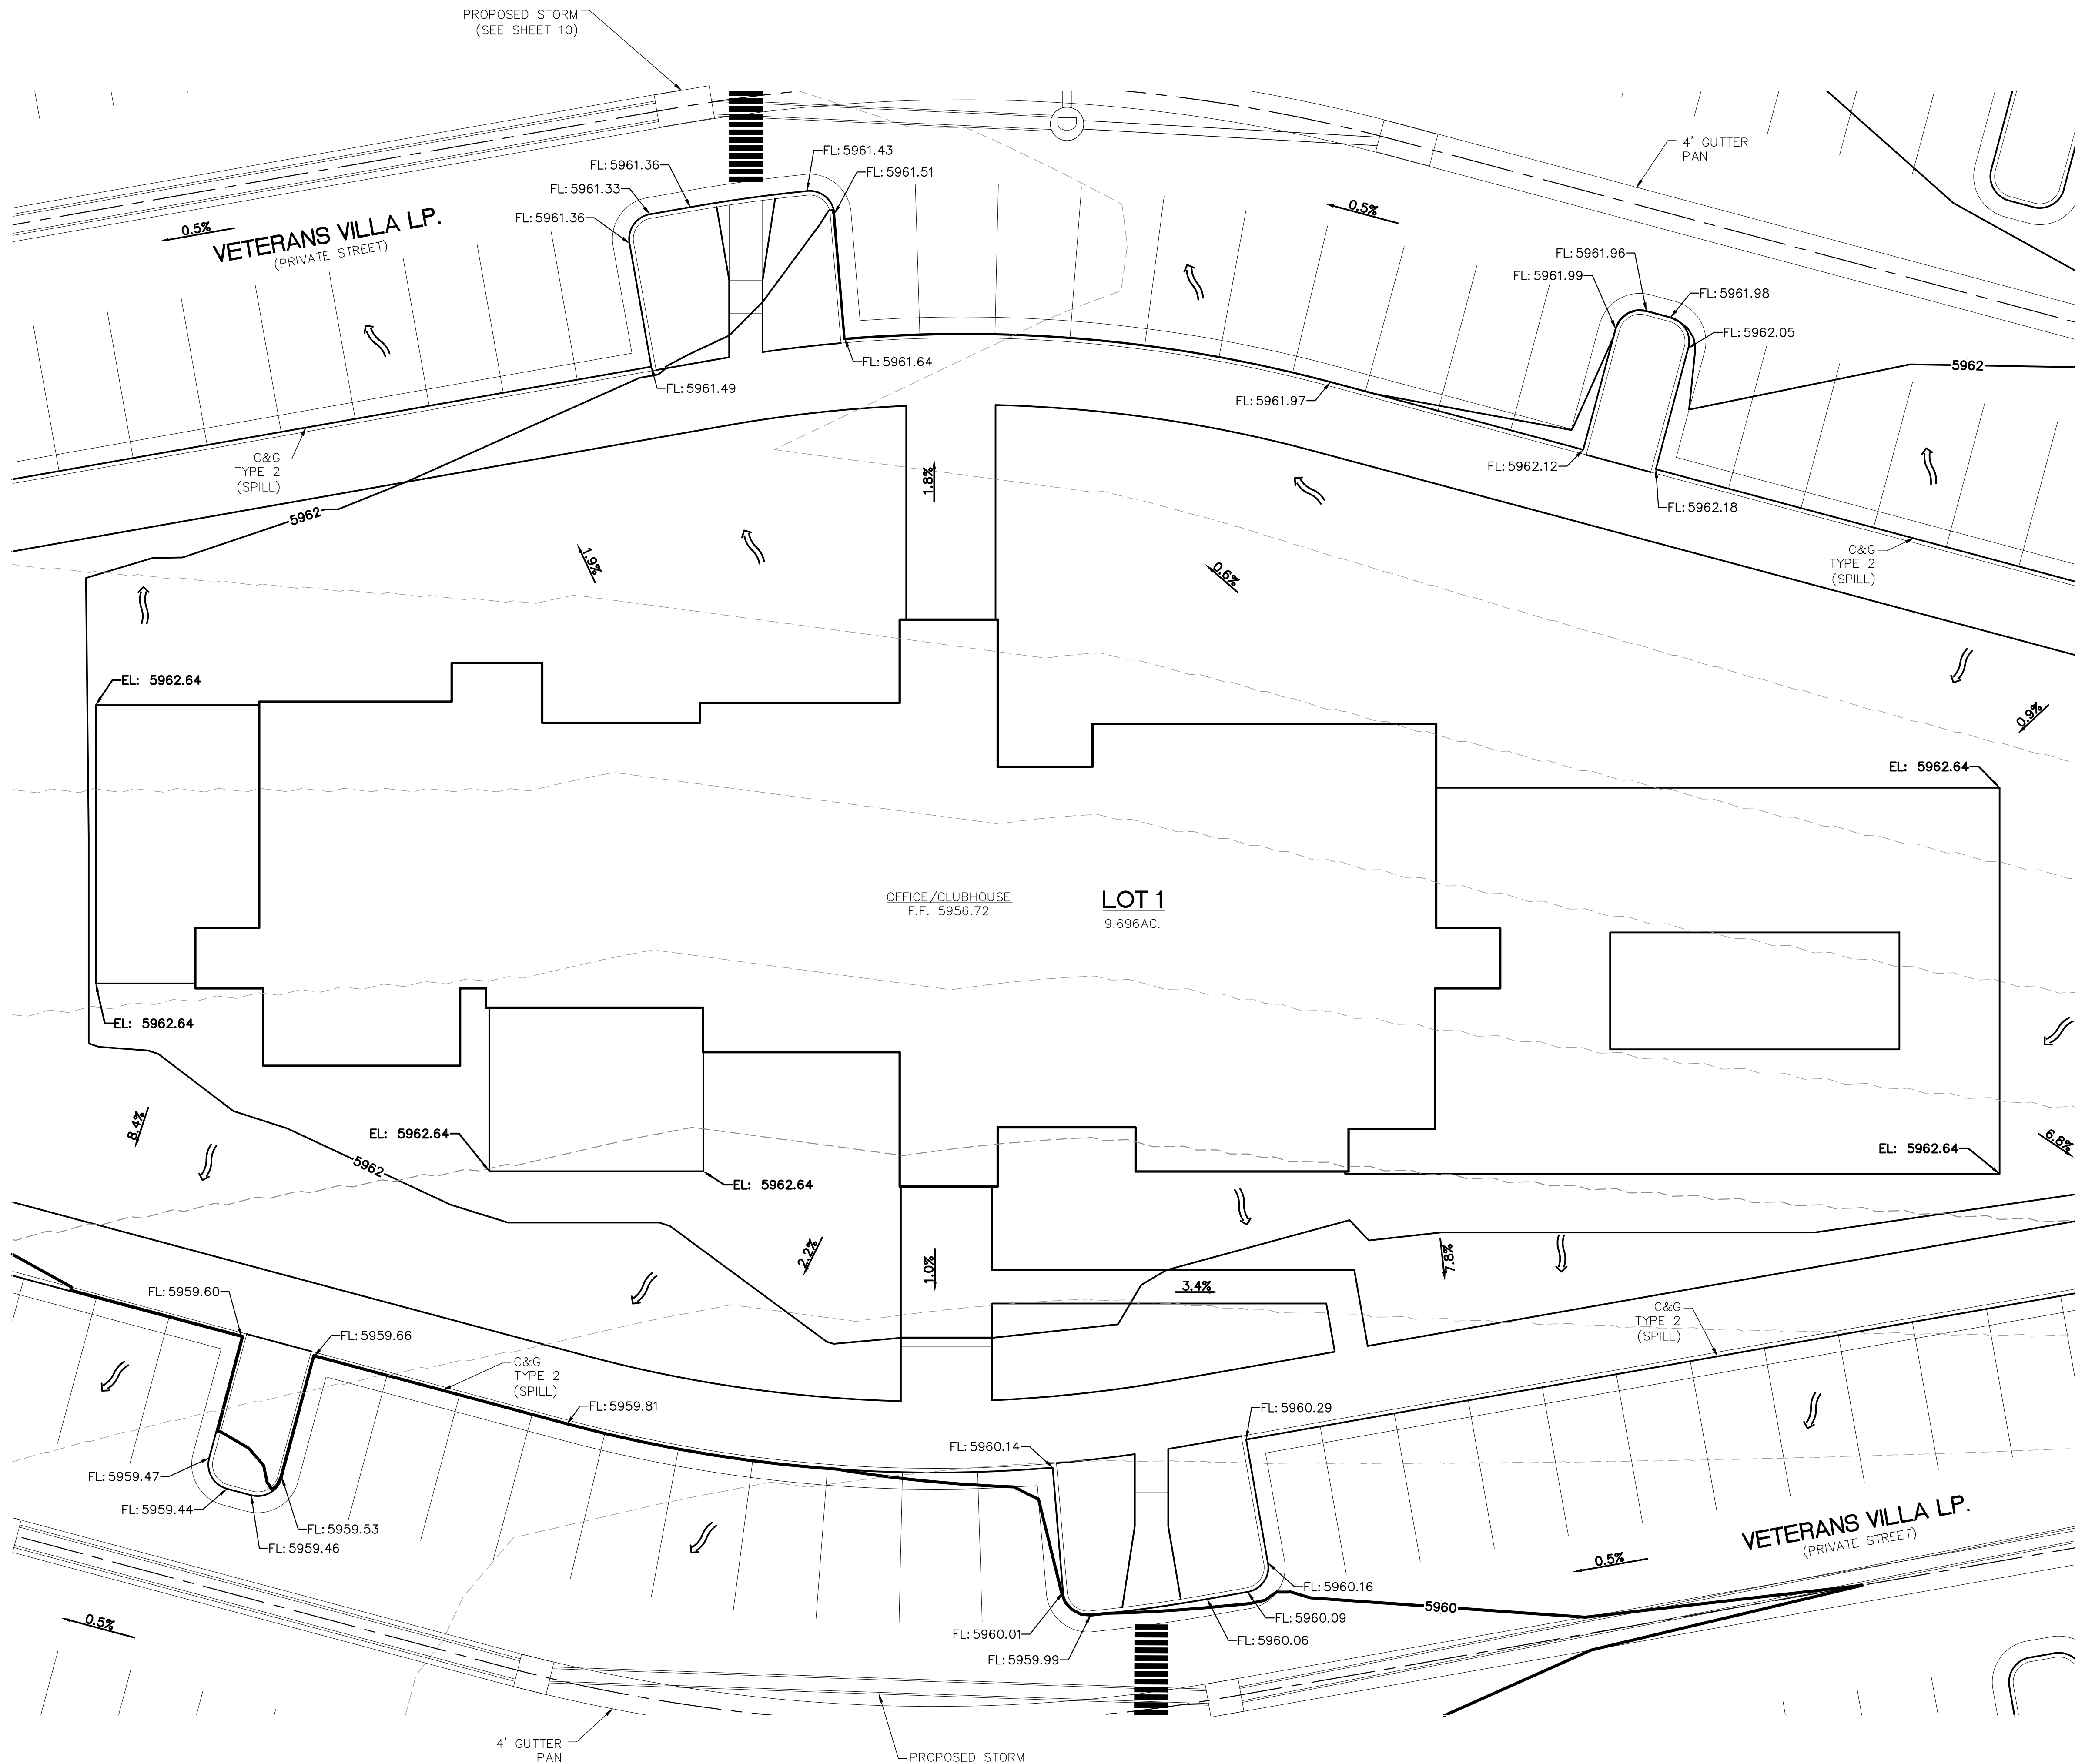 PROPOSED STORM
(SEE SHEET 10)
4' GUTTER
PAN
FL: 5961.43
FL: 5961.36
FL: 5961.51
FL: 5961.33
FL: 5961.36
0.5%
VETERANS VILLA LP.
(PRIVATE STREET)
0.5%
FL: 5961.96
FL: 5961.99
FL: 5961.98
FL: 5962.05
FL: 5961.64
FL: 5961.49
5962
FL: 5961.97
C&G
TYPE 2
(SPILL)
FL: 5962.12
1.8%
FL: 5962.18
5962
C&G
TYPE 2
(SPILL)
1.9%
0.6%
EL: 5962.64
0.9%
EL: 5962.64
OFFICE/CLUBHOUSE
F.F. 5956.72
LOT 1
9.696AC.
EL: 5962.64
8.4%
EL: 5962.64
6.8%
EL: 5962.64
5962
EL: 5962.64
2.2%
1.0%
7.8%
3.4%
FL: 5959.60
C&G
TYPE 2
(SPILL)
FL: 5959.66
C&G
TYPE 2
(SPILL)
FL: 5959.81
FL: 5960.29
FL: 5960.14
FL: 5959.47
FL: 5959.44
FL: 5959.53
FL: 5959.46
VETERANS VILLA LP.
(PRIVATE STREET)
0.5%
FL: 5960.16
5960
FL: 5960.09
0.5%
FL: 5960.01
FL: 5960.06
FL: 5959.99
4' GUTTER
PAN
PROPOSED STORM